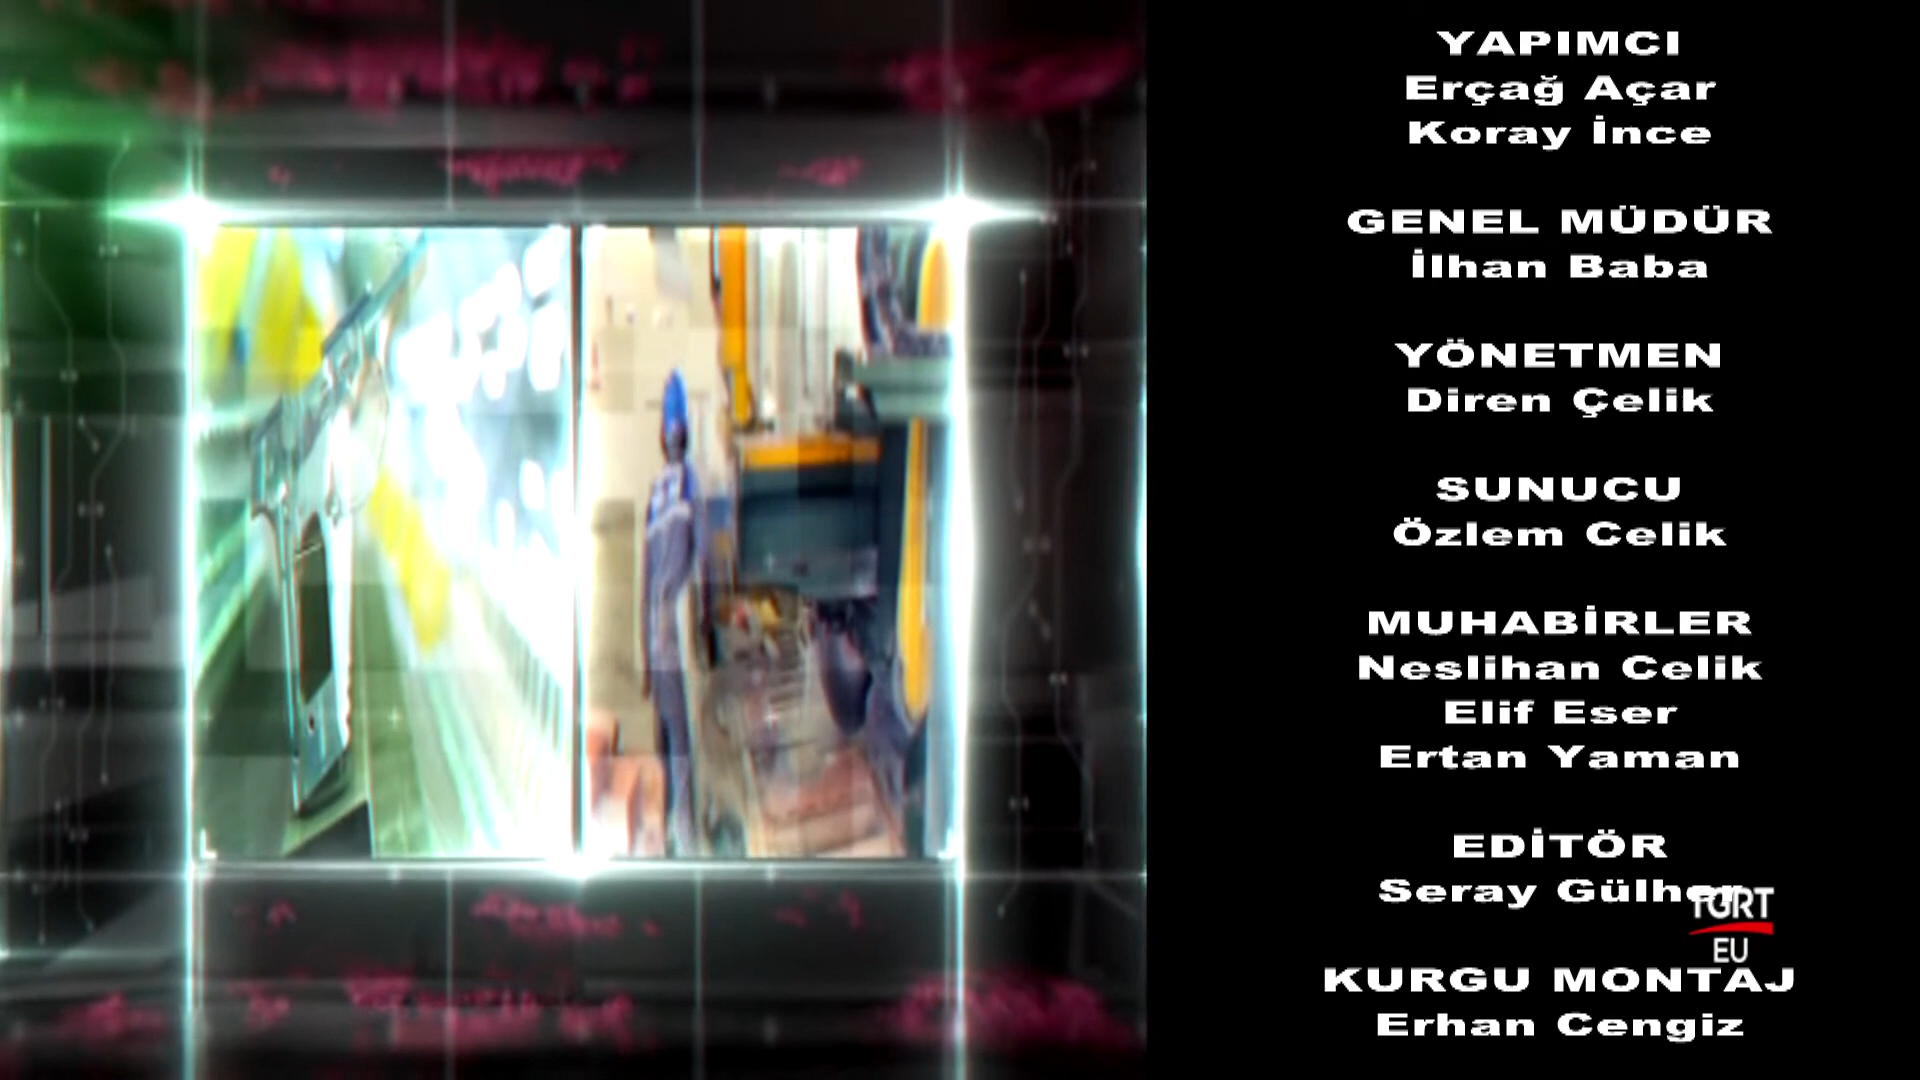 YAPIMCI
Erçağ Açar
Koray İnce
GENEL MÜDÜR
İlhan Baba
YÖNETMEN
Diren Çelik
SUNUCU
Özlem Celik
MUHABİRLER
Neslihan Celik
Elif Eser
Ertan Yaman
EDİTÖR
Seray Gülher
TGRT
EU
KURGU MONTAJ
Erhan Cengiz